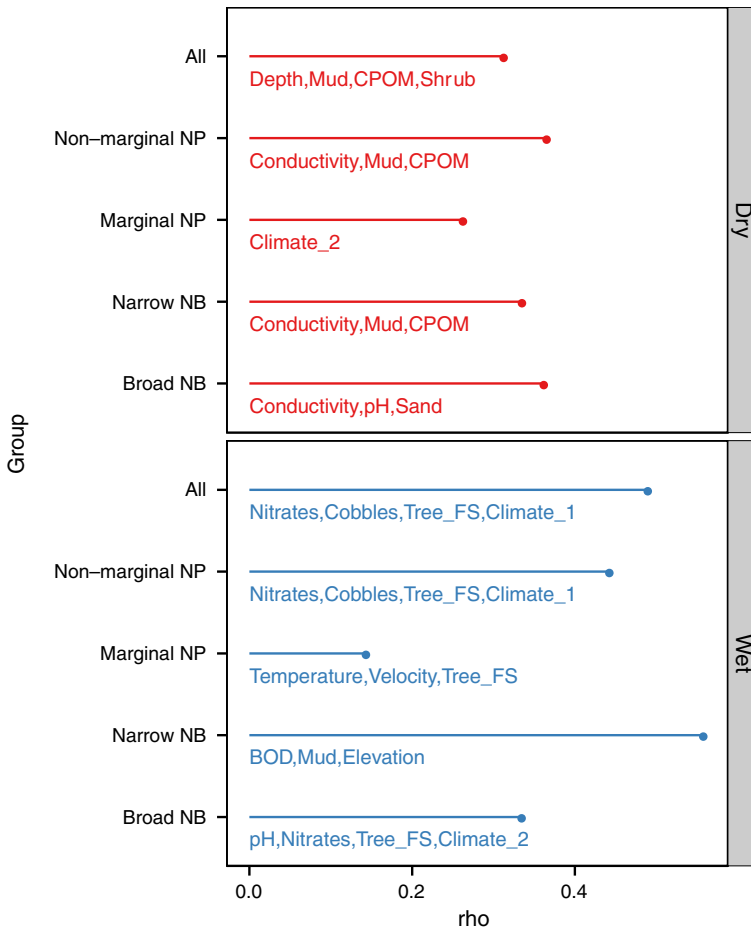 All
Depth,Mud,CPOM,Shrub
Non–marginal NP
Conductivity,Mud,CPOM
Marginal NP
Climate_2
Narrow NB
Conductivity,Mud,CPOM
Broad NB
Conductivity,pH,Sand
Dry
Group
All
Nitrates,Cobbles,Tree_FS,Climate_1
Non–marginal NP
Nitrates,Cobbles,Tree_FS,Climate_1
Marginal NP
Temperature,Velocity,Tree_FS
Narrow NB
BOD,Mud,Elevation
Broad NB
pH,Nitrates,Tree_FS,Climate_2
Wet
0.0 0.2 0.4
rho